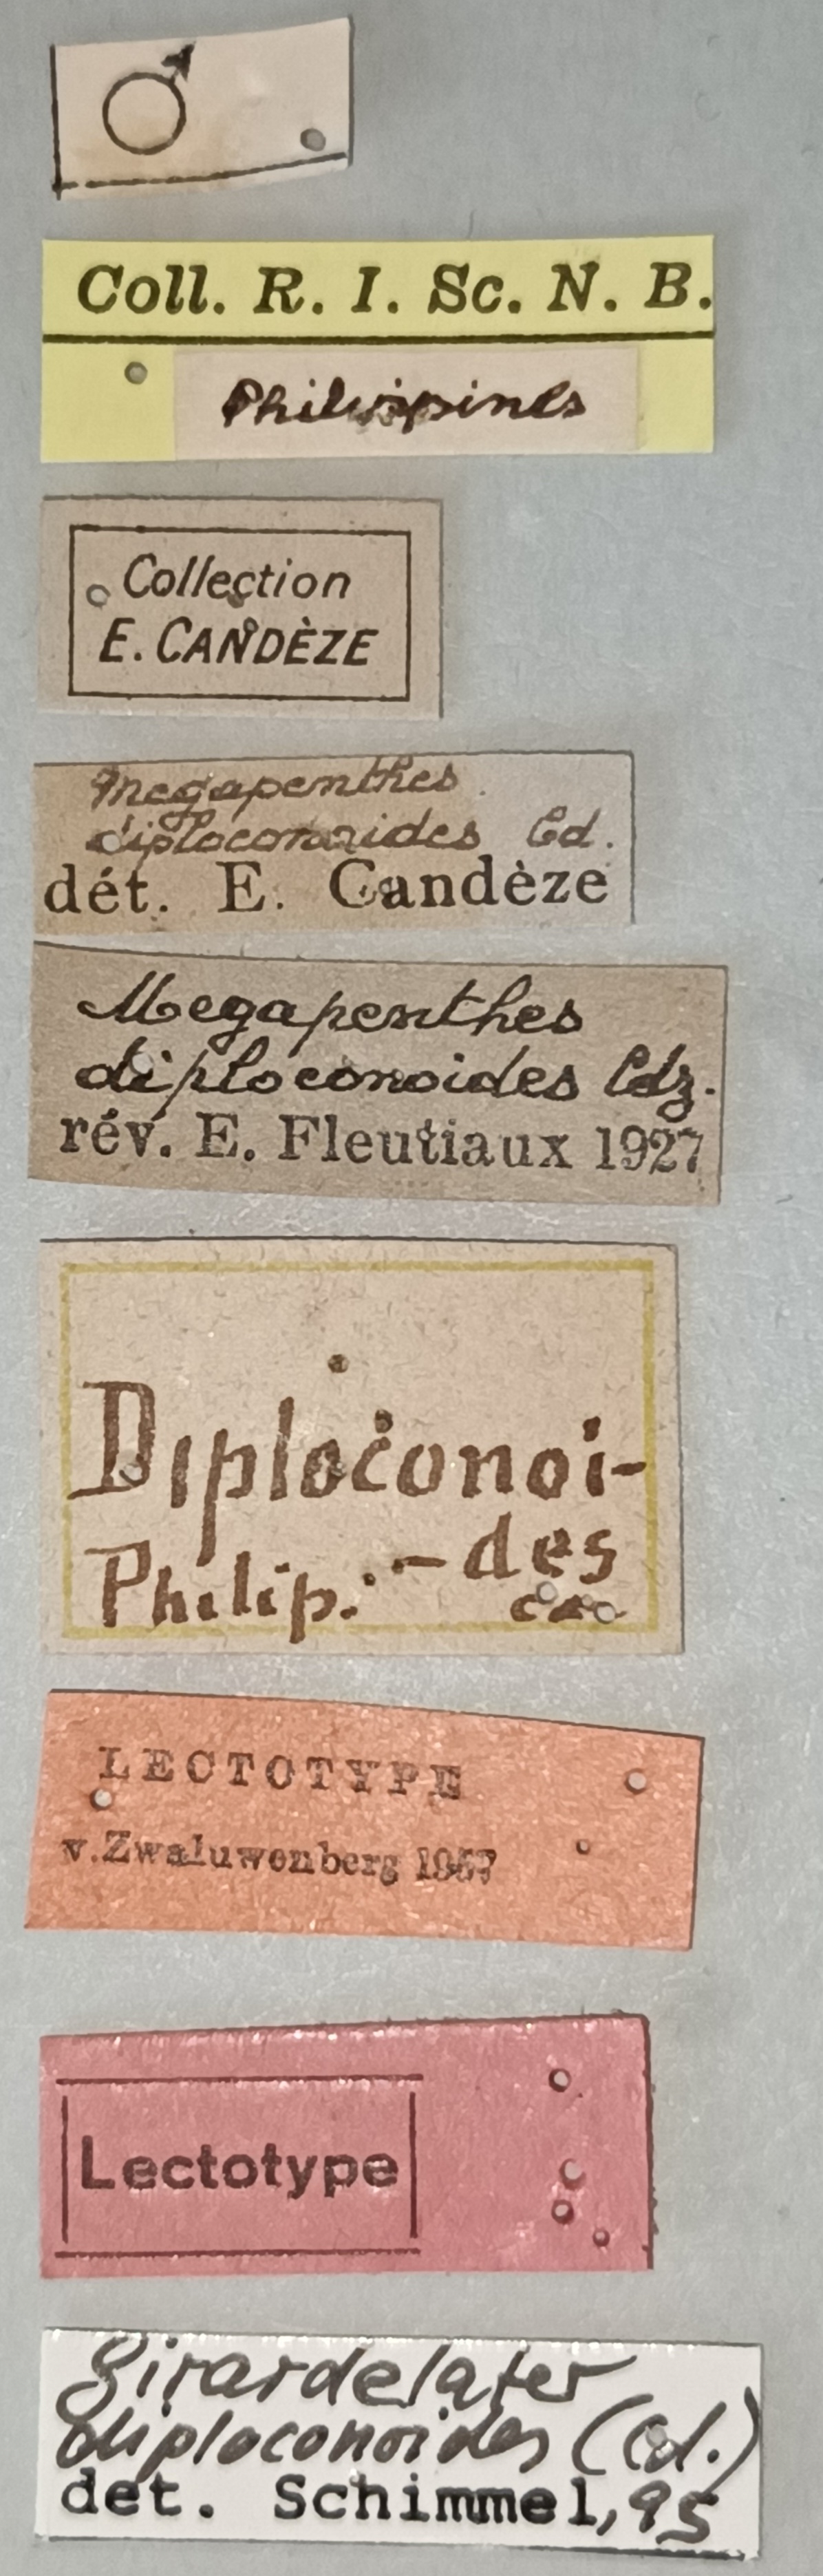 ♂
Coll. R. I. Sc. N. B.
Philippines
Collection
E. CANDÈZE
Megapenthes
diploconoides Cd.
dét. E. Candèze
Megapenthes
diploconoides Cdz.
rév. E. Fleutiaux 1927
Diploconoi-
-des
Philip.
LECTOTYPE
v.Zwaluwenberg 1957
Lectotype
Girardelater
diploconoides (Cd.)
det. Schimmel, 95